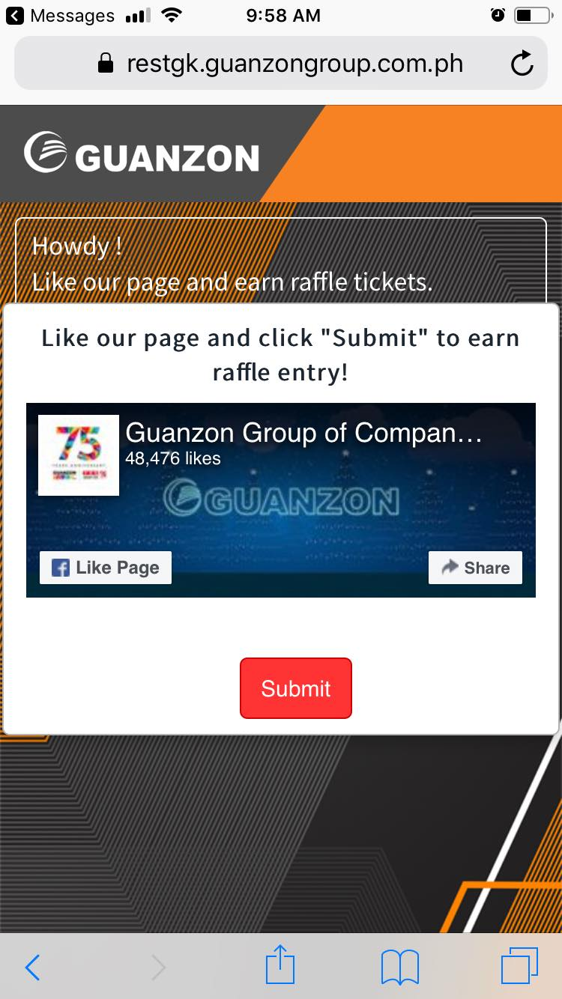 Messages
9:58 AM
restgk.guanzongroup.com.ph
GUANZON
Howdy !
Like our page and earn raffle tickets.
Like our page and click "Submit" to earn
raffle entry!
75
Guanzon Group of Compan...
48,476 likes
GUANZON
Like Page
Share
Submit